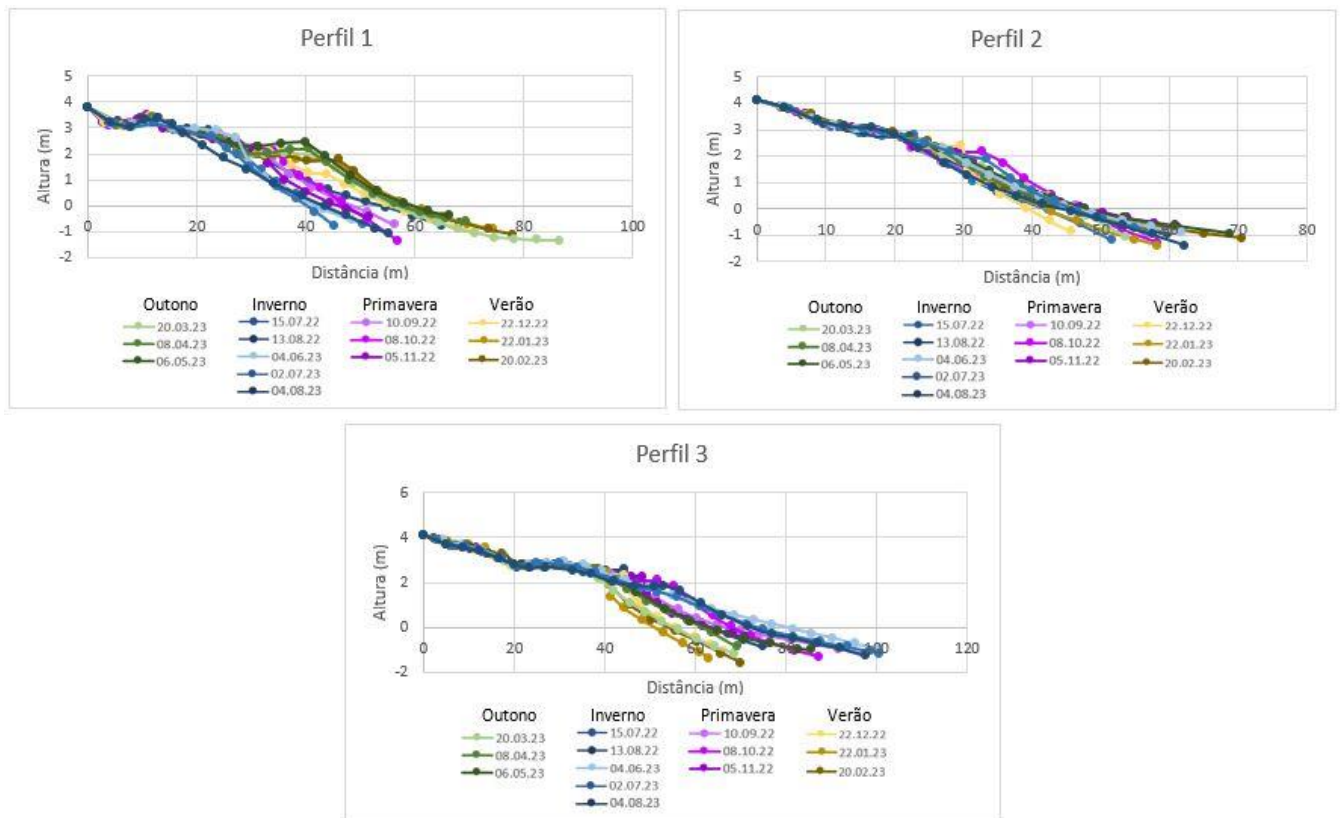 Perfil 1
5
4
3
2
1
0
-1
-2
0 20 40 60 80 100
Altura (m)
Distância (m)
Outono Inverno Primavera Verão
20.03.23 15.07.22 10.09.22 22.12.22
08.04.23 13.08.22 08.10.22 22.01.23
06.05.23 04.06.23 05.11.22 20.02.23
02.07.23
04.08.23
Perfil 2
5
4
3
2
1
0
-1
-2
0 10 20 30 40 50 60 70 80
Altura (m)
Distância (m)
Outono Inverno Primavera Verão
20.03.23 15.07.22 10.09.22 22.12.22
08.04.23 13.08.22 08.10.22 22.01.23
06.05.23 04.06.23 05.11.22 20.02.23
02.07.23
04.08.23
Perfil 3
6
4
2
0
-2
0 20 40 60 80 100 120
Altura (m)
Distância (m)
Outono Inverno Primavera Verão
20.03.23 15.07.22 10.09.22 22.12.22
08.04.23 13.08.22 08.10.22 22.01.23
06.05.23 04.06.23 05.11.22 20.02.23
02.07.23
04.08.23